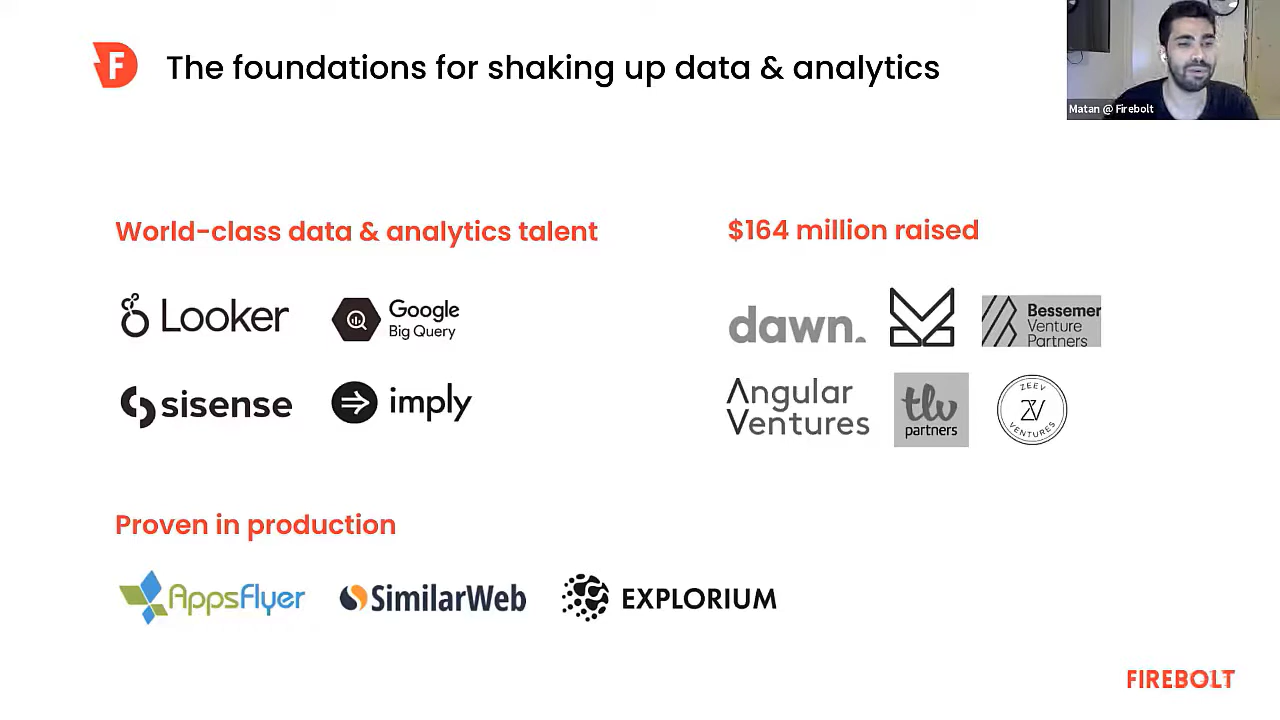 F
The foundations for shaking up data & analytics
Matan @ Firebolt
World-class data & analytics talent
Looker
Google
Big Query
sisense
imply
$164 million raised
dawn.
Bessemer
Venture
Partners
Angular
Ventures
tlv
partners
ZEEV
ZV
VENTURES
Proven in production
AppsFlyer
SimilarWeb
EXPLORIUM
FIREBOLT